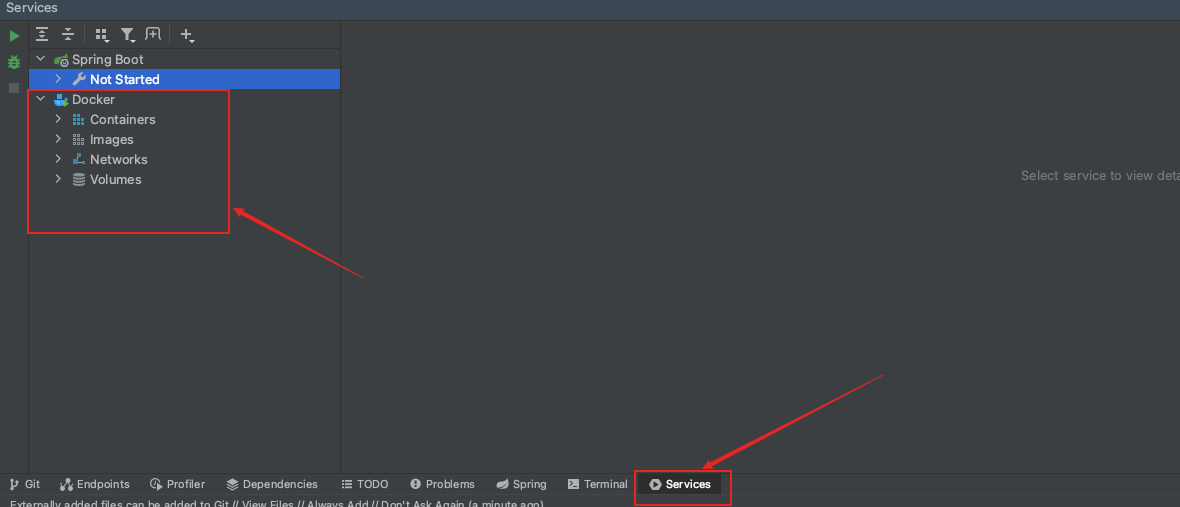 Services
Spring Boot
Not Started
Docker
Containers
Images
Networks
Volumes
Select service to view deta
Git Endpoints Profiler Dependencies TODO Problems Spring Terminal Services
Externally added files can be added to Git // View Files // Always Add // Don't Ask Again (a minute ago)